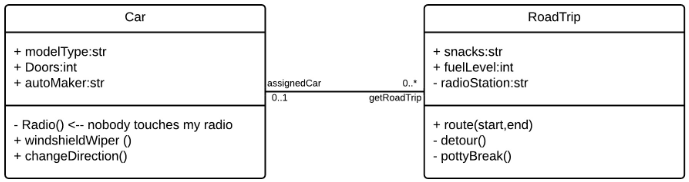 Car
+ modelType:str
+ Doors:int
+ autoMaker:str
- Radio() <-- nobody touches my radio
+ windshieldWiper ()
+ changeDirection()
assignedCar
0..1
0..*
getRoadTrip
RoadTrip
+ snacks:str
+ fuelLevel:int
- radioStation:str
+ route(start,end)
- detour()
- pottyBreak()